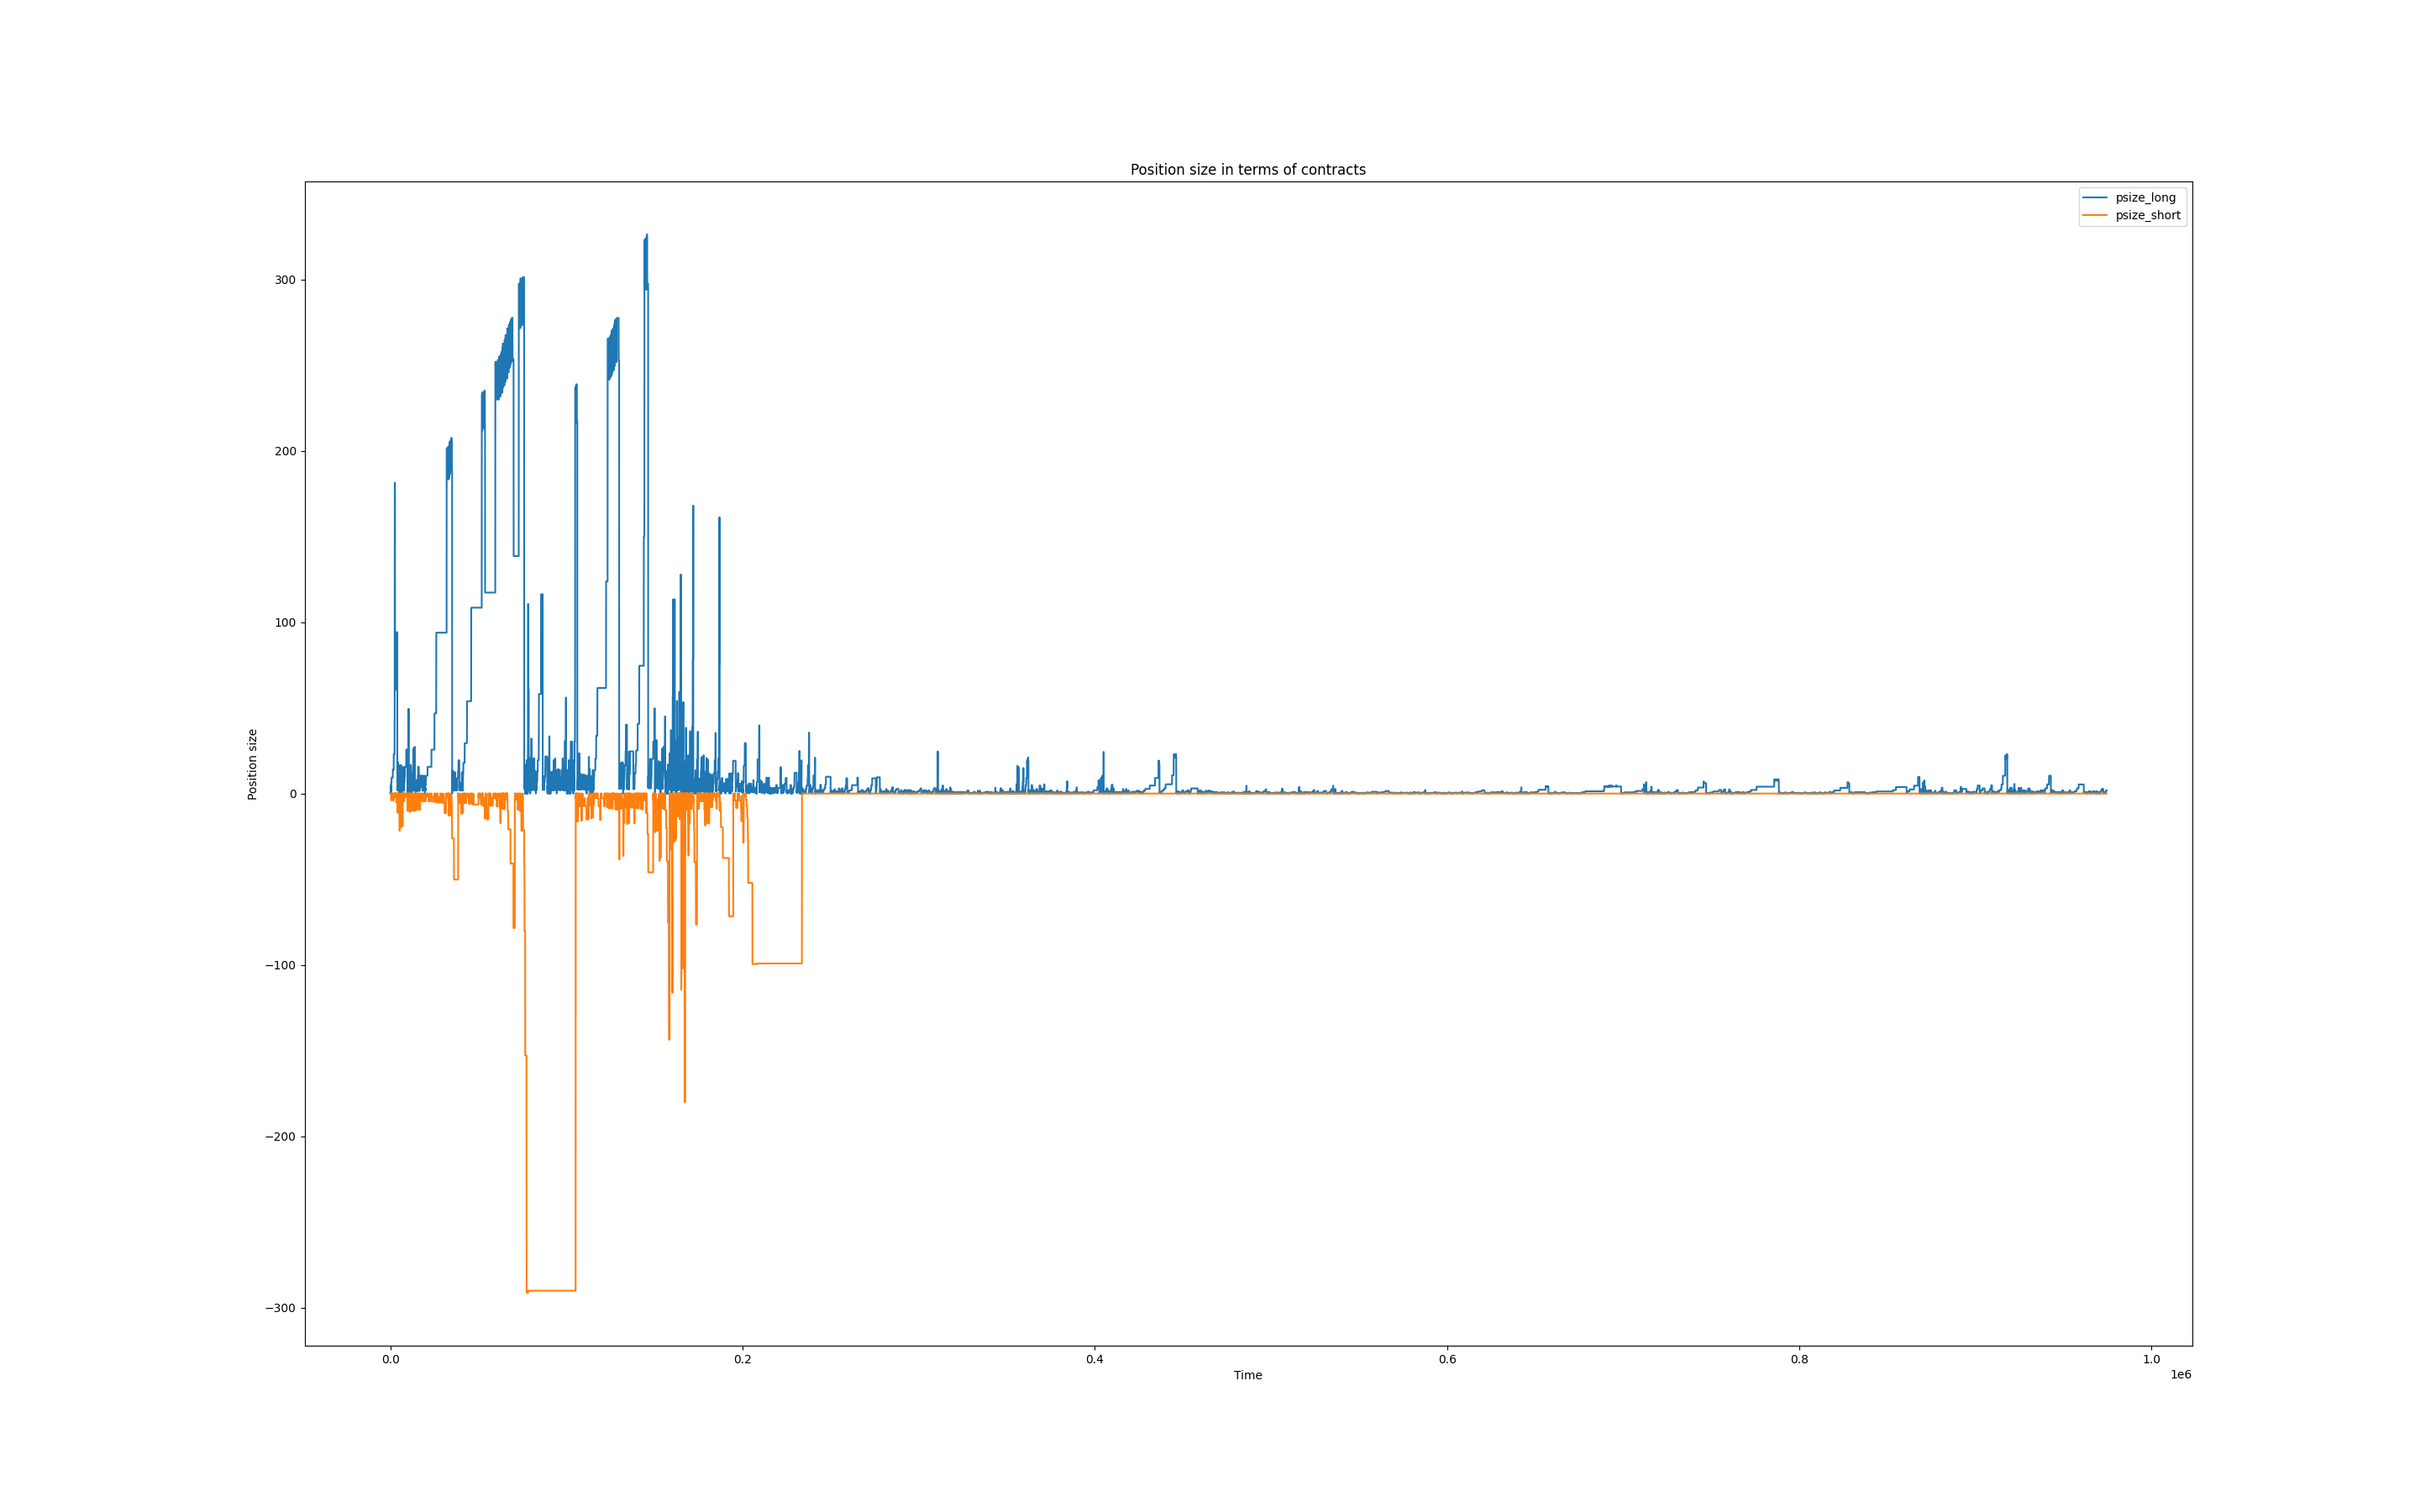 Position size in terms of contracts
psize_long
psize_short
Position size
300
200
100
0
−100
−200
−300
0.0
0.2
0.4
0.6
0.8
1.0
Time
1e6